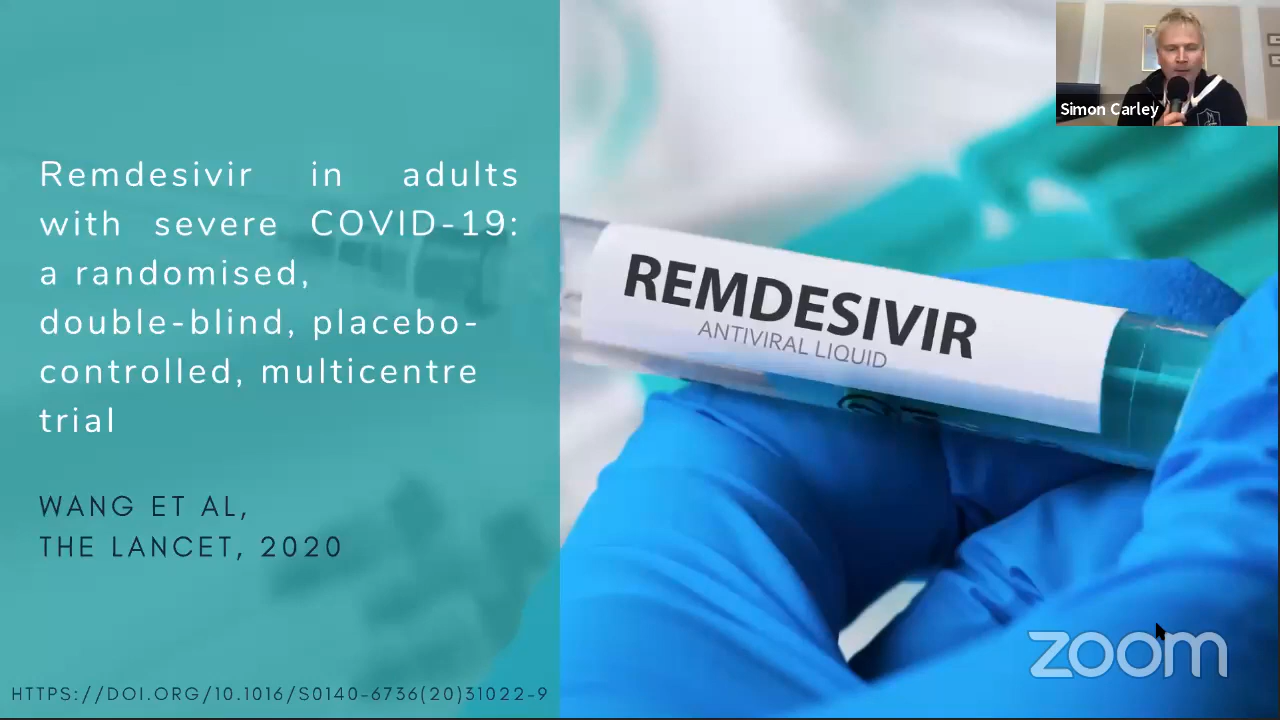 Remdesivir in adults
with severe COVID-19:
a randomised,
double-blind, placebo-
controlled, multicentre
trial
WANG ET AL,
THE LANCET, 2020
HTTPS://DOI.ORG/10.1016/S0140-6736(20)31022-9
REMDESIVIR
ANTIVIRAL LIQUID
Simon Carley
zoom